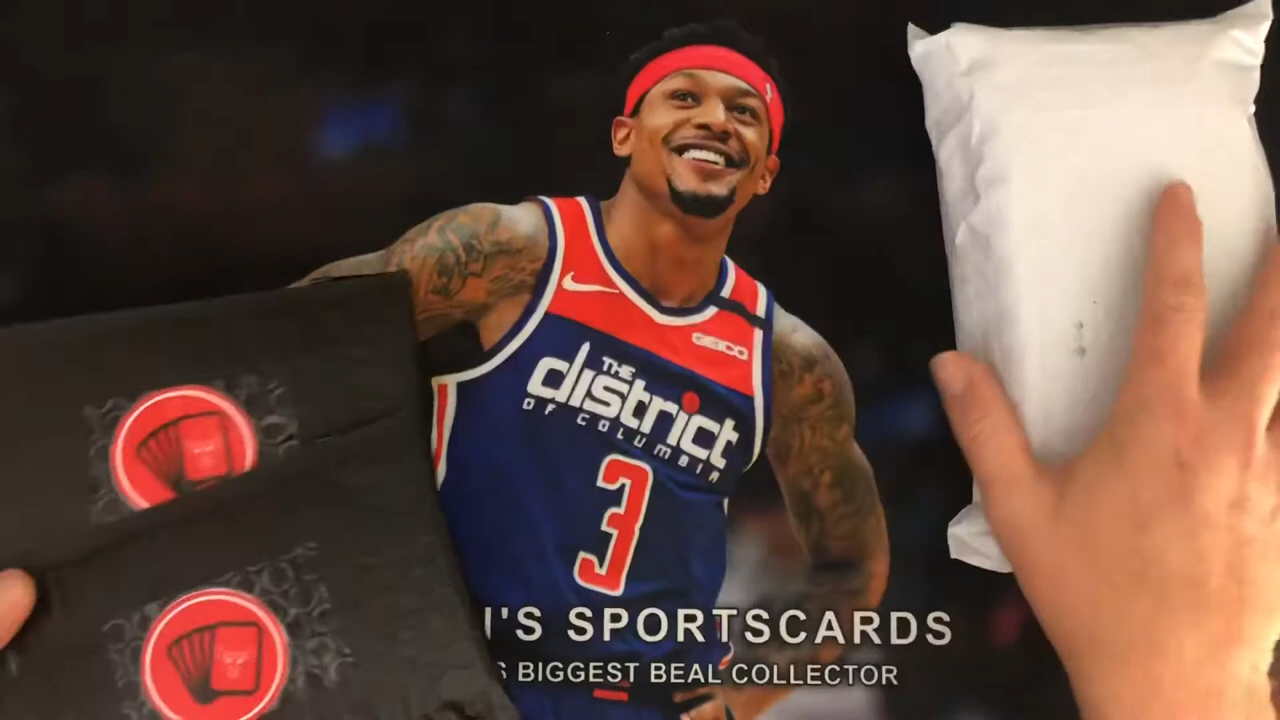 GEICO
THE
district
OF COLUMBIA
3
'S SPORTSCARDS
BIGGEST BEAL COLLECTOR